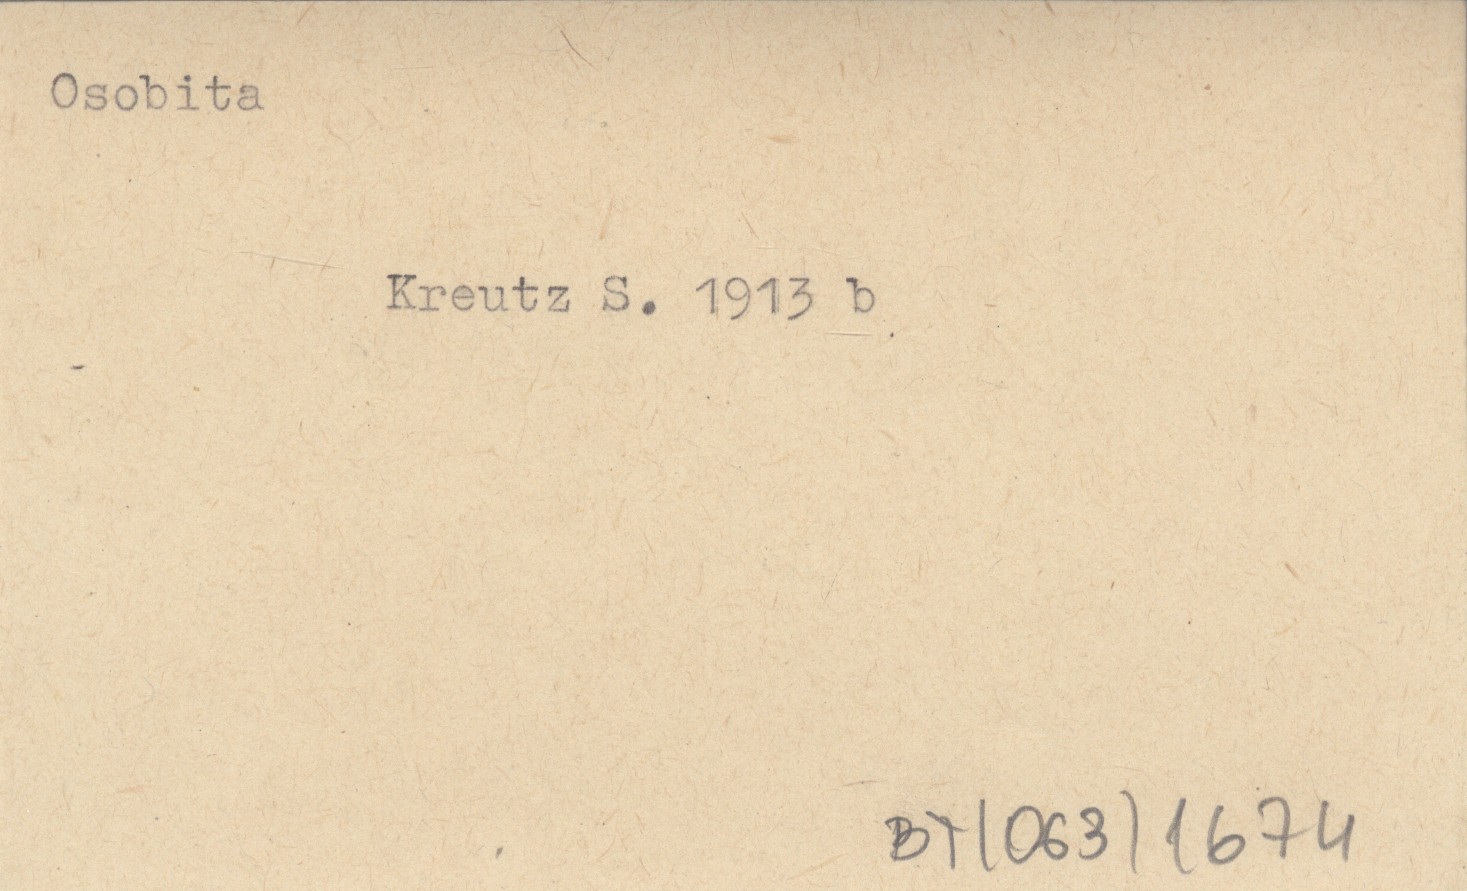 Osobita
Kreutz S. 1913 b
BT(063)1674